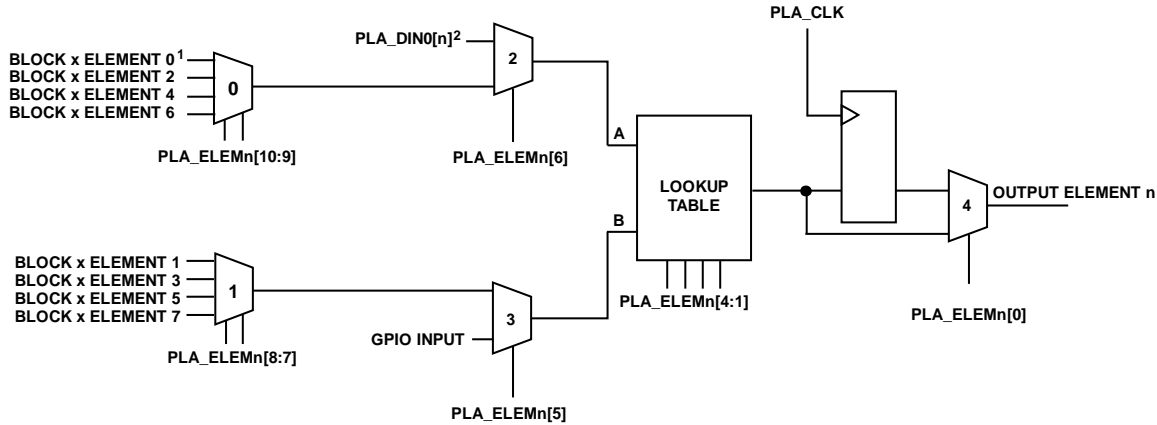 PLA_CLK
PLA_DIN0[n]2
BLOCK x ELEMENT 01
BLOCK x ELEMENT 2
BLOCK x ELEMENT 4
BLOCK x ELEMENT 6
0
2
PLA_ELEMn[10:9]
PLA_ELEMn[6]
A
LOOKUP
TABLE
B
4
OUTPUT ELEMENT n
BLOCK x ELEMENT 1
BLOCK x ELEMENT 3
BLOCK x ELEMENT 5
BLOCK x ELEMENT 7
1
3
GPIO INPUT
PLA_ELEMn[4:1]
PLA_ELEMn[0]
PLA_ELEMn[8:7]
PLA_ELEMn[5]